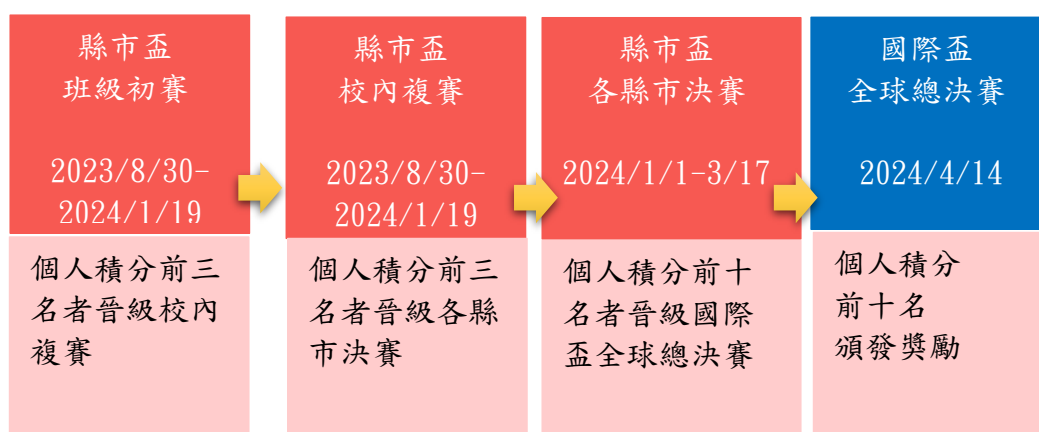 縣市盃
班級初賽
2023/8/30-
2024/1/19
個人積分前三
名者晉級校內
複賽
縣市盃
校內複賽
2023/8/30-
2024/1/19
個人積分前三
名者晉級各縣
市決賽
縣市盃
各縣市決賽
2024/1/1-3/17
個人積分前十
名者晉級國際
盃全球總決賽
國際盃
全球總決賽
2024/4/14
個人積分
前十名
頒發獎勵